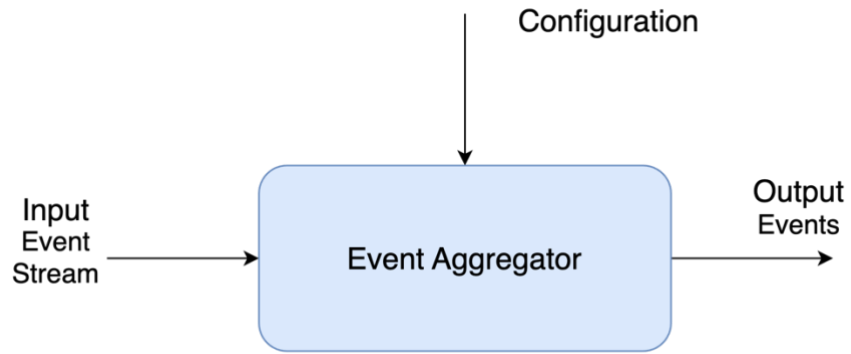 Configuration
Input
Event
Stream
Event Aggregator
Output
Events